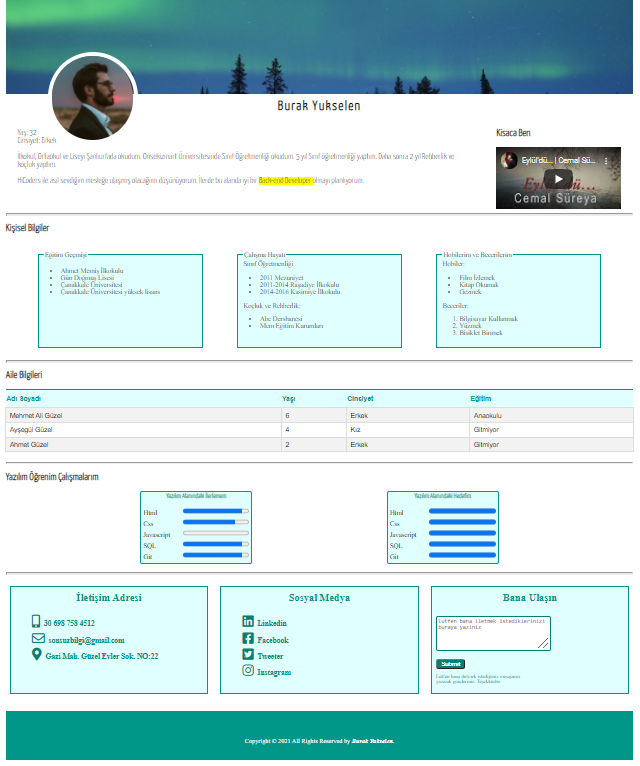 Burak Yukselen
Yaş: 32
Cinsiyet: Erkek
İlkokul, Ortaokul ve Liseyi Şanlıurfada okudum. Onsekizmart Üniversitesinde Sınıf Öğretmenliği okudum. 5 yıl Sınıf öğretmenliği yaptım. Daha sonra 2 yıl Rehberlik ve
koçluk yaptım.
HiCoders ile asıl sevdiğim mesleğe ulaşmış olacağımı düşünüyorum. İlerde bu alanda iyi bir Back-end Developer olmayı planlıyorum.
Kısaca Ben
Eylül'dü... | Cemal Sü...
Eylül'dü...
Cemal Süreya
Kişisel Bilgiler
Eğitim Geçmişi
Ahmet Memiş İlkokulu
Gün Doğmuş Lisesi
Çanakkale Üniversitesi
Çanakkale Üniversitesi yüksek lisans
Çalışma Hayatı
Sınıf Öğretmenliği
2011 Mezuniyet
2011-2014 Raşadiye İlkokulu
2014-2016 Kasimiye İlkokulu
Koçluk ve Rehberlik:
Abc Dershanesi
Mem Eğitim Kurumları
Hobilerim ve Becerilerim
Hobiler:
Film İzlemek
Kitap Okumak
Gezmek
Beceriler:
1. Bilgisayar Kullanmak
2. Yüzmek
3. Bisiklet Binmek
Aile Bilgileri
Adı Soyadı Yaşı Cinsiyet Eğitim
Mehmet Ali Güzel 6 Erkek Anaokulu
Ayşegül Güzel 4 Kız Gitmiyor
Ahmet Güzel 2 Erkek Gitmiyor
Yazılım Öğrenim Çalışmalarım
Yazılım Alanındaki İlerlemem
Html
Css
Javascript
SQL
Git
Yazılım Alanındaki Hedefim
Html
Css
Javascript
SQL
Git
İletişim Adresi
30 698 758 4512
sonsuzbilgi@gmail.com
Gazi Mah. Güzel Evler Sok. NO:22
Sosyal Medya
Linkedin
Facebook
Tweeter
Instagram
Bana Ulaşın
Lutfen bana iletmek istediklerinizi
buraya yaziniz
Submit
Lutfen bana iletmek istediginiz mesajınızı
yazarak gönderiniz. Teşekkürler
Copyright © 2021 All Rights Reserved by Burak Yukselen.